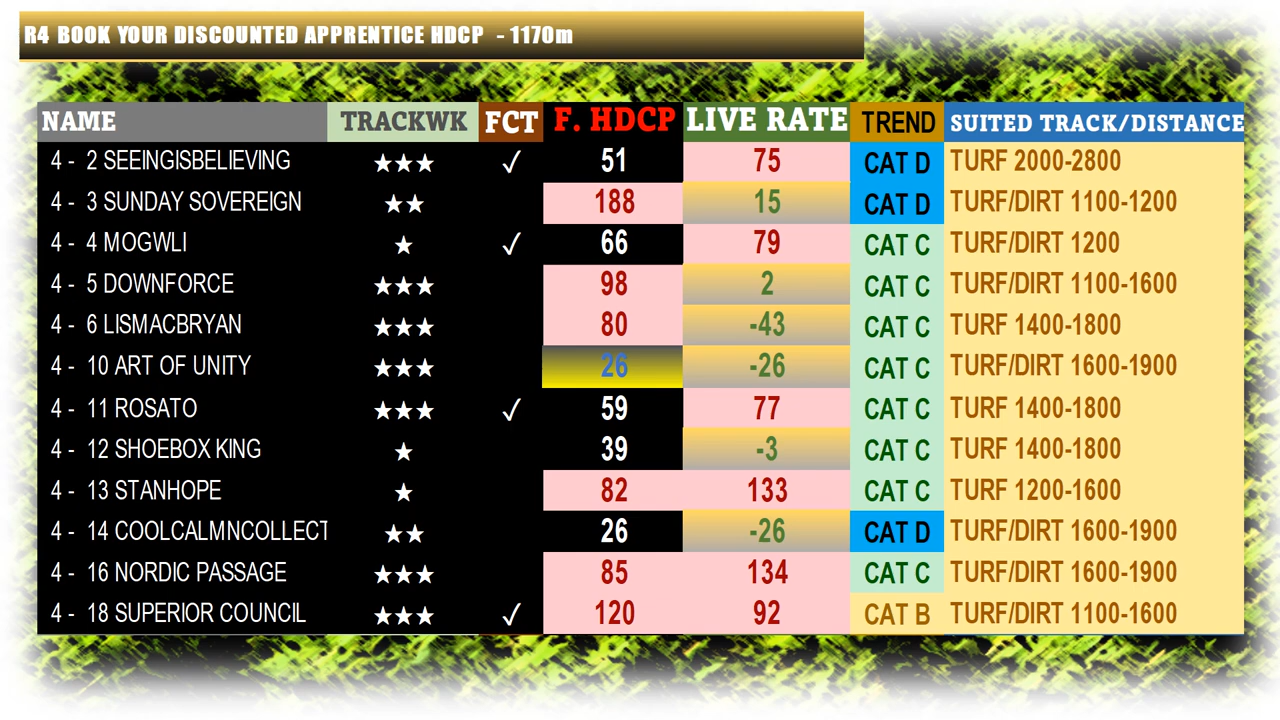 R4 BOOK YOUR DISCOUNTED APPRENTICE HDCP - 1170m
NAME TRACKWK FCT F. HDCP LIVE RATE TREND SUITED TRACK/DISTANCE
4 - 2 SEEINGISBELIEVING ★★★ ✓ 51 75 CAT D TURF 2000-2800
4 - 3 SUNDAY SOVEREIGN ★★ 188 15 CAT D TURF/DIRT 1100-1200
4 - 4 MOGWLI ★ ✓ 66 79 CAT C TURF/DIRT 1200
4 - 5 DOWNFORCE ★★★ 98 2 CAT C TURF/DIRT 1100-1600
4 - 6 LISMACBRYAN ★★★ 80 -43 CAT C TURF 1400-1800
4 - 10 ART OF UNITY ★★★ 26 -26 CAT C TURF/DIRT 1600-1900
4 - 11 ROSATO ★★★ ✓ 59 77 CAT C TURF 1400-1800
4 - 12 SHOEBOX KING ★ 39 -3 CAT C TURF 1400-1800
4 - 13 STANHOPE ★ 82 133 CAT C TURF 1200-1600
4 - 14 COOLCALMNCOLLECT ★★ 26 -26 CAT D TURF/DIRT 1600-1900
4 - 16 NORDIC PASSAGE ★★★ 85 134 CAT C TURF/DIRT 1600-1900
4 - 18 SUPERIOR COUNCIL ★★★ ✓ 120 92 CAT B TURF/DIRT 1100-1600